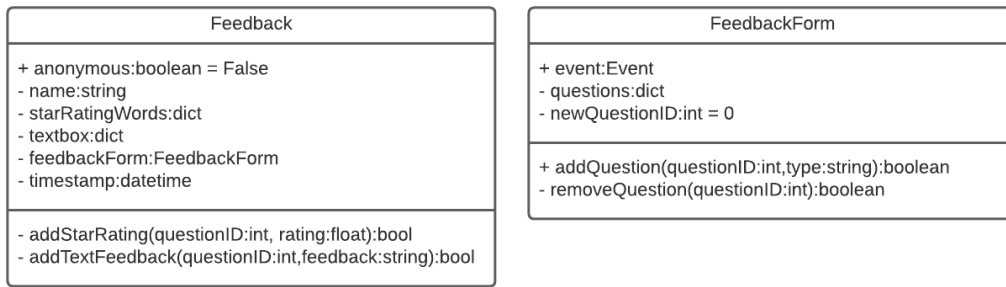 Feedback
+ anonymous:boolean = False
- name:string
- starRatingWords:dict
- textbox:dict
- feedbackForm:FeedbackForm
- timestamp:datetime
- addStarRating(questionID:int, rating:float):bool
- addTextFeedback(questionID:int,feedback:string):bool
FeedbackForm
+ event:Event
- questions:dict
- newQuestionID:int = 0
+ addQuestion(questionID:int,type:string):boolean
- removeQuestion(questionID:int):boolean